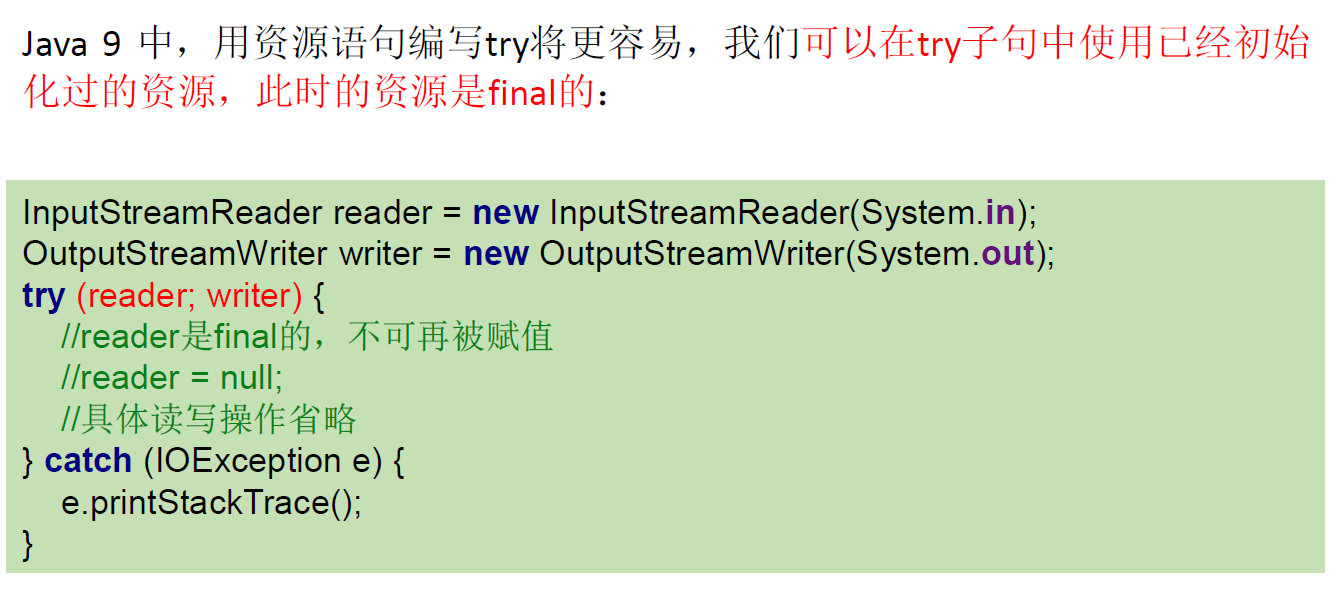 Java 9 中，用资源语句编写try将更容易，我们可以在try子句中使用已经初始
化过的资源，此时的资源是final的：
InputStreamReader reader = new InputStreamReader(System.in);
OutputStreamWriter writer = new OutputStreamWriter(System.out);
try (reader; writer) {
//reader是final的，不可再被赋值
//reader = null;
//具体读写操作省略
} catch (IOException e) {
e.printStackTrace();
}